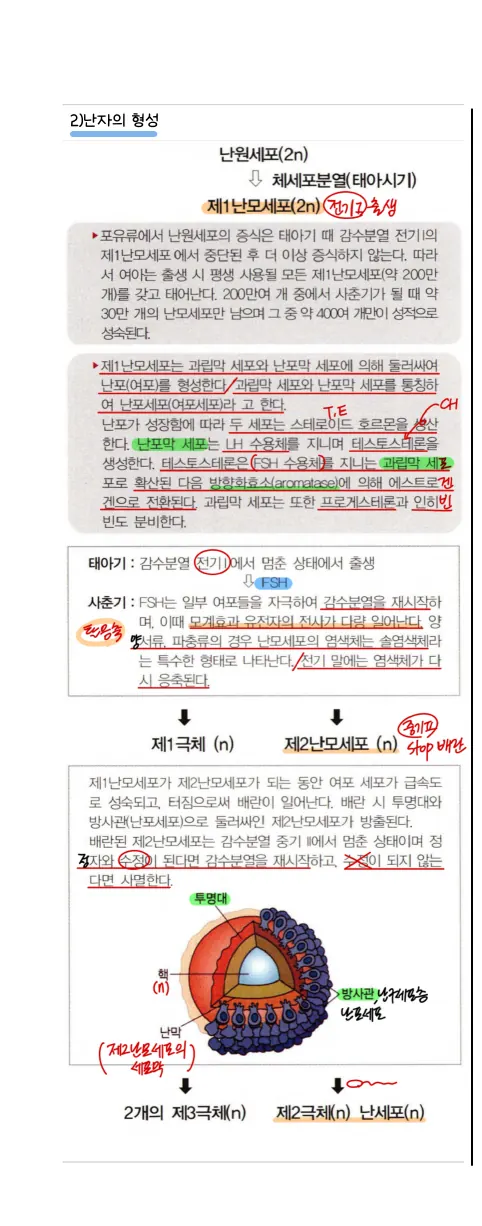 2)난자의 형성
난원세포(2n)
⇩ 체세포분열(태아시기)
제1난모세포(2n) 전기I 출생
▸포유류에서 난원세포의 증식은 태아기 때 감수분열 전기 I의
제1난모세포 에서 중단된 후 더 이상 증식하지 않는다. 따라
서 여아는 출생 시 평생 사용될 모든 제1난모세포(약 200만
개)를 갖고 태어난다. 200만여 개 중에서 사춘기가 될 때 약
30만 개의 난모세포만 남으며 그 중 약 400여 개만이 성적으로
성숙된다.
▸제1난모세포는 과립막 세포와 난포막 세포에 의해 둘러싸여
난포(여포)를 형성한다. 과립막 세포와 난포막 세포를 통칭하
여 난포세포(여포세포)라 고 한다.
T, E
CH
난포가 성장함에 따라 두 세포는 스테로이드 호르몬을 생산
한다. 난포막 세포는 LH 수용체를 지니며 테스토스테론을
생성한다. 테스토스테론은 FSH 수용체를 지니는 과립막 세포
포로 확산된 다음 방향화효소(aromatase)에 의해 에스트로젠
겐으로 전환된다. 과립막 세포는 또한 프로게스테론과 인히빈
빈도 분비한다.
태아기 : 감수분열 전기 I 에서 멈춘 상태에서 출생
⇩ FSH
사춘기 : FSH는 일부 여포들을 자극하여 감수분열을 재시작하
며, 이때 모계효과 유전자의 전사가 다량 일어난다. 양
양서류, 파충류의 경우 난모세포의 염색체는 솔염색체라
는 특수한 형태로 나타난다. 전기 말에는 염색체가 다
시 응축된다.
제1극체 (n) 제2난모세포 (n) 중기II
stop 배란
제1난모세포가 제2난모세포가 되는 동안 여포 세포가 급속도
로 성숙되고, 터짐으로써 배란이 일어난다. 배란 시 투명대와
방사관(난포세포)으로 둘러싸인 제2난모세포가 방출된다.
배란된 제2난모세포는 감수분열 중기 II에서 멈춘 상태이며 정
정자와 수정이 된다면 감수분열을 재시작하고, 수정이 되지 않는
다면 사멸한다.
투명대
핵
(n)
방사관
난포세포
난막
(제2난모세포의
세포막)
2개의 제3극체(n) 제2극체(n) 난세포(n)